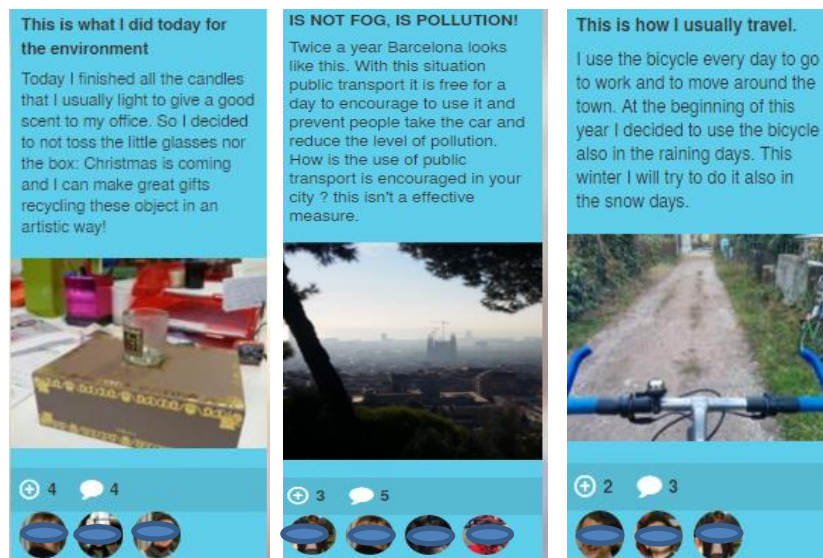 This is what I did today for
the environment
Today I finished all the candles
that I usually light to give a good
scent to my office. So I decided
to not toss the little glasses nor
the box: Christmas is coming
and I can make great gifts
recycling these object in an
artistic way!
4 4
IS NOT FOG, IS POLLUTION!
Twice a year Barcelona looks
like this. With this situation
public transport it is free for a
day to encourage to use it and
prevent people take the car and
reduce the level of pollution.
How is the use of public
transport is encouraged in your
city ? this isn't a effective
measure.
3 5
This is how I usually travel.
I use the bicycle every day to go
to work and to move around the
town. At the beginning of this
year I decided to use the bicycle
also in the raining days. This
winter I will try to do it also in
the snow days.
2 3